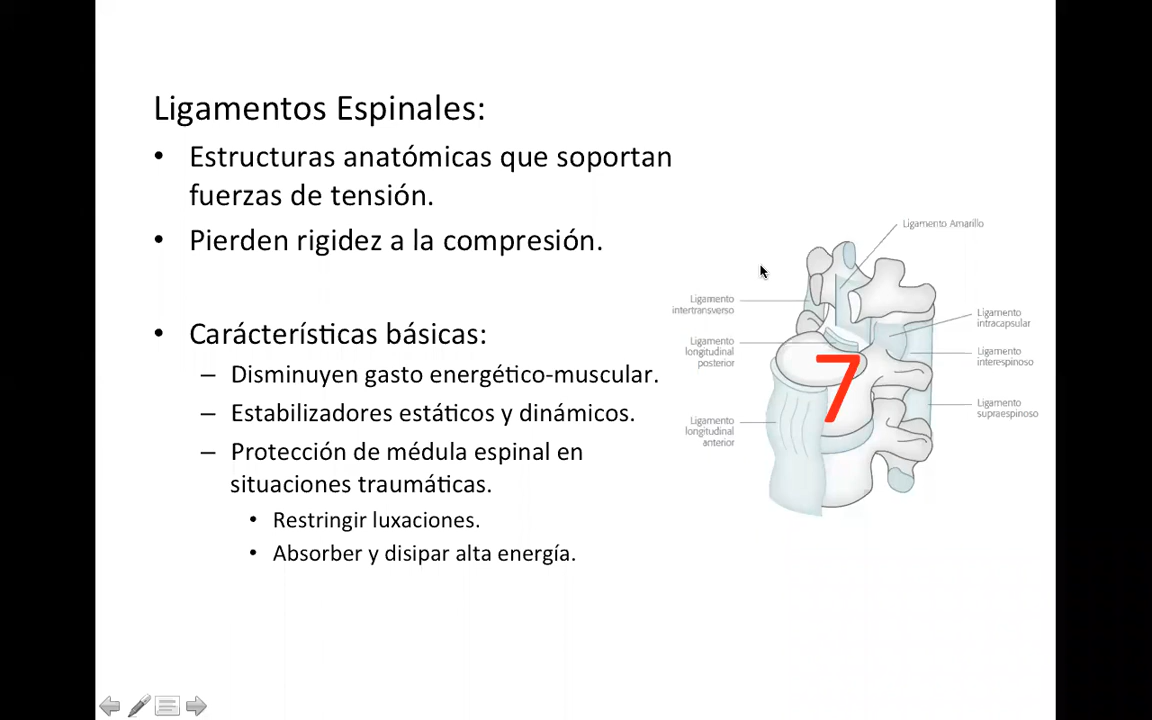 Ligamentos Espinales:
• Estructuras anatómicas que soportan
fuerzas de tensión.
• Pierden rigidez a la compresión.
• Carácterísticas básicas:
– Disminuyen gasto energético-muscular.
– Estabilizadores estáticos y dinámicos.
– Protección de médula espinal en
situaciones traumáticas.
• Restringir luxaciones.
• Absorber y disipar alta energía.
Ligamento Amarillo
Ligamento
intertransverso
Ligamento
longitudinal
posterior
Ligamento
longitudinal
anterior
7
Ligamento
intracapsular
Ligamento
interespinoso
Ligamento
supraespinoso